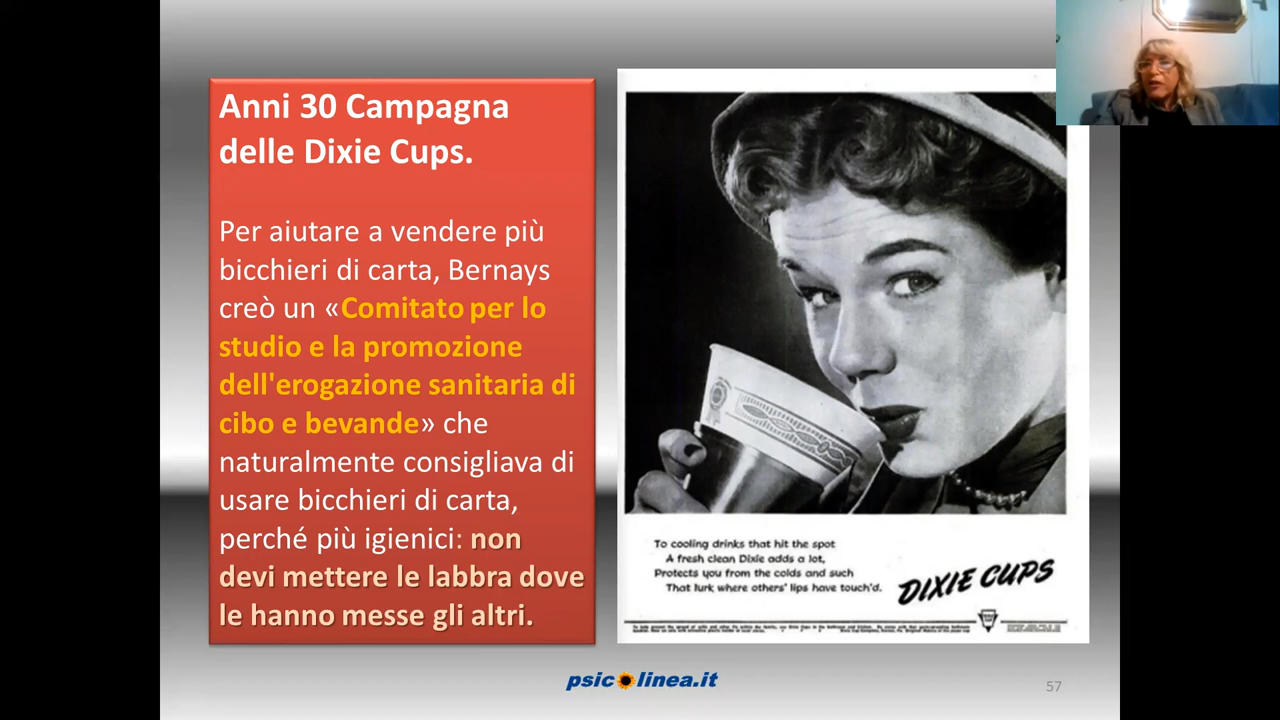 Anni 30 Campagna
delle Dixie Cups.
Per aiutare a vendere più
bicchieri di carta, Bernays
creò un «Comitato per lo
studio e la promozione
dell'erogazione sanitaria di
cibo e bevande» che
naturalmente consigliava di
usare bicchieri di carta,
perché più igienici: non
devi mettere le labbra dove
le hanno messe gli altri.
To cooling drinks that hit the spot
A fresh clean Dixie adds a lot,
Protects you from the colds and such
That lurk where others' lips have touch'd.
DIXIE CUPS
psicolinea.it
57